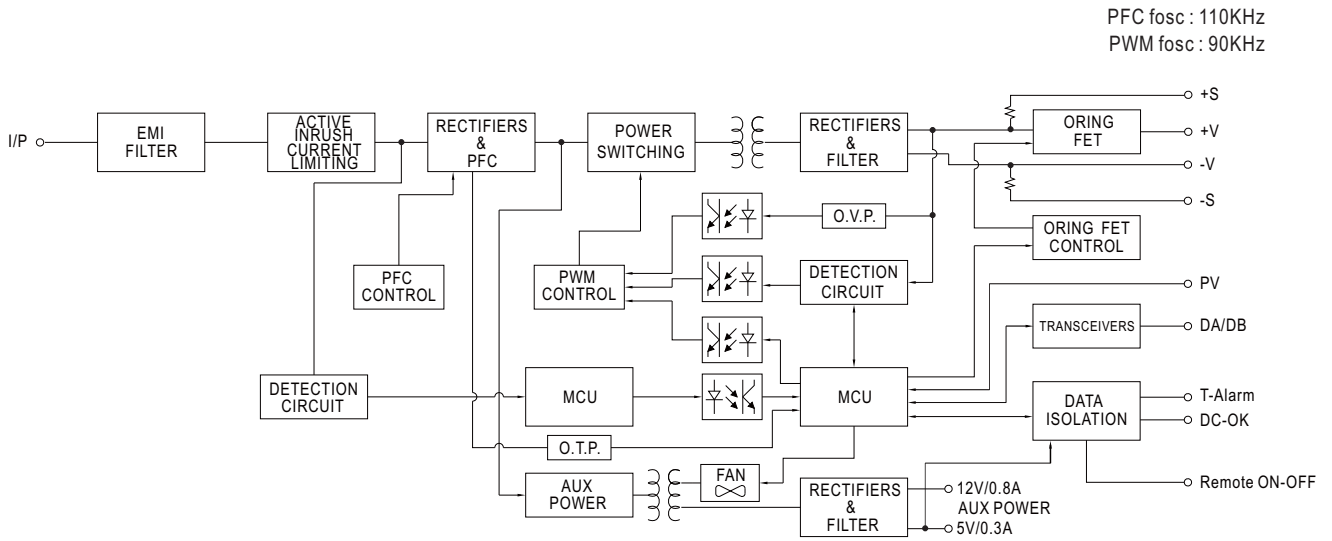 PFC fosc : 110KHz
PWM fosc : 90KHz
I/P
EMI
FILTER
ACTIVE
INRUSH
CURRENT
LIMITING
RECTIFIERS
&
PFC
POWER
SWITCHING
RECTIFIERS
&
FILTER
ORING
FET
+S
+V
-V
-S
O.V.P.
ORING FET
CONTROL
PFC
CONTROL
PWM
CONTROL
DETECTION
CIRCUIT
PV
TRANSCEIVERS
DA/DB
DETECTION
CIRCUIT
MCU
MCU
DATA
ISOLATION
T-Alarm
DC-OK
O.T.P.
AUX
POWER
FAN
RECTIFIERS
&
FILTER
12V/0.8A
AUX POWER
5V/0.3A
Remote ON-OFF